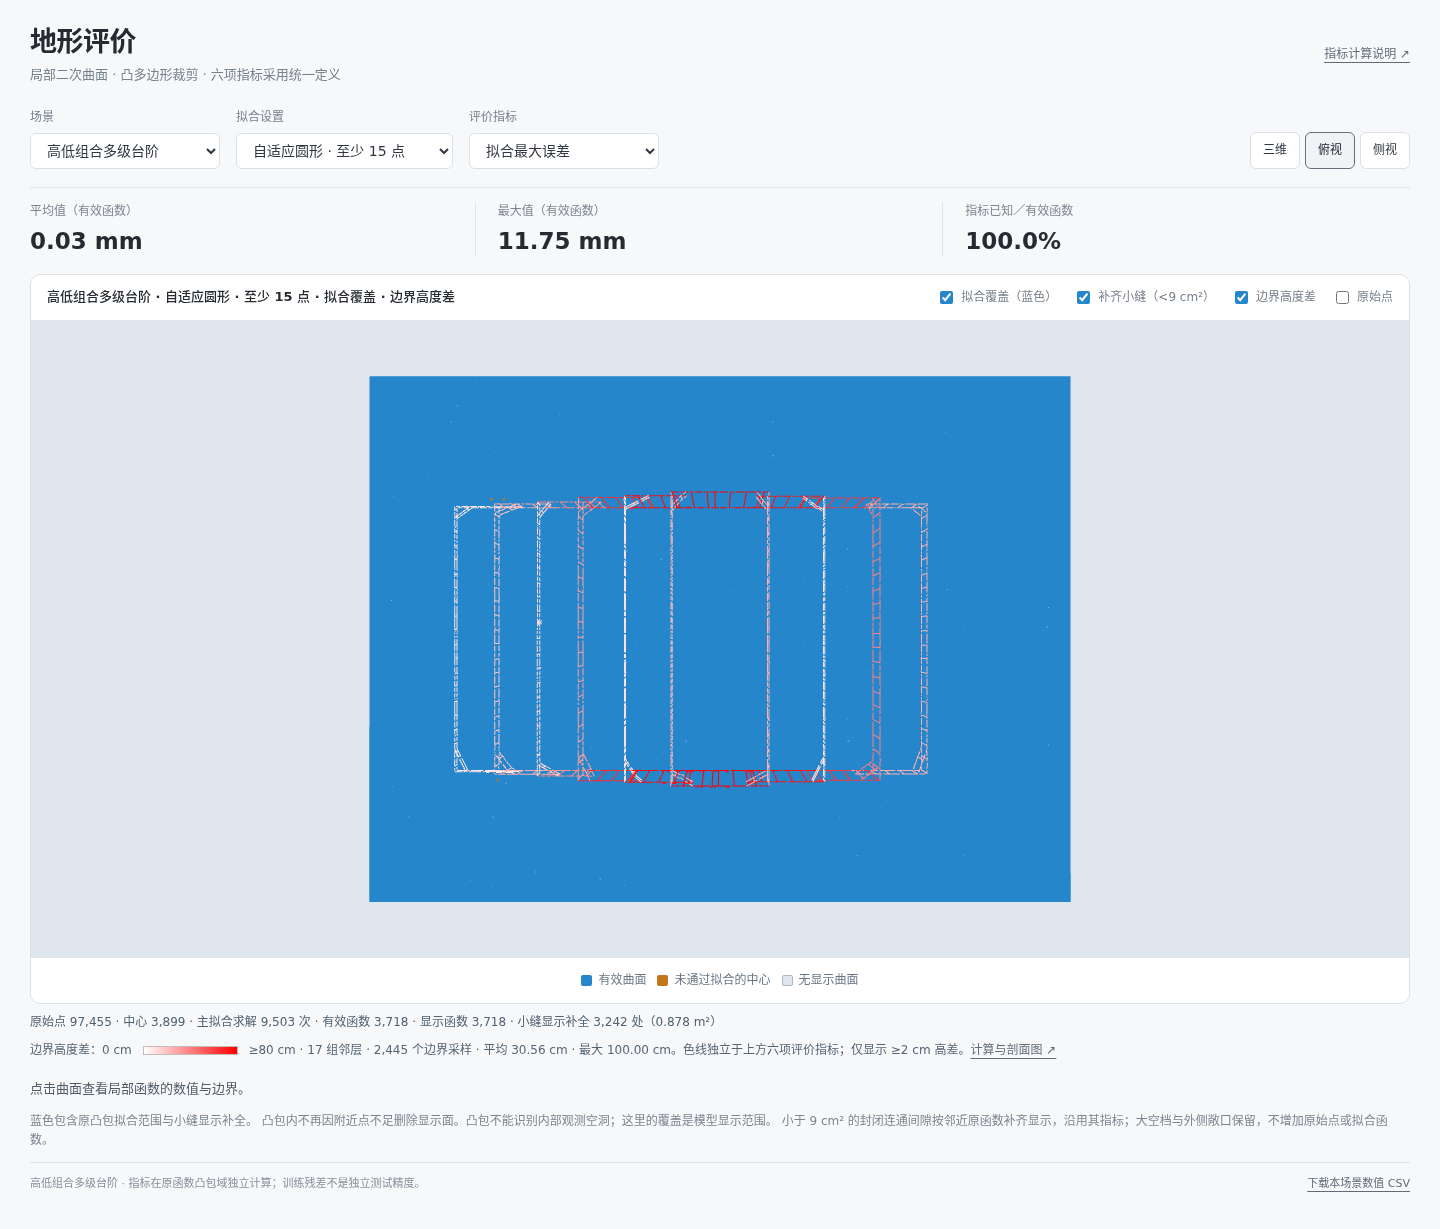 地形评价
局部二次曲面 · 凸多边形裁剪 · 六项指标采用统一定义
指标计算说明 ↗
场景
拟合设置
评价指标
高低组合多级台阶
自适应圆形 · 至少 15 点
拟合最大误差
三维
俯视
侧视
平均值（有效函数）
最大值（有效函数）
指标已知／有效函数
0.03 mm
11.75 mm
100.0%
高低组合多级台阶 · 自适应圆形 · 至少 15 点 · 拟合覆盖 · 边界高度差
拟合覆盖（蓝色）
补齐小缝（<9 cm²）
边界高度差
原始点
有效曲面
未通过拟合的中心
无显示曲面
原始点 97,455 · 中心 3,899 · 主拟合求解 9,503 次 · 有效函数 3,718 · 显示函数 3,718 · 小缝显示补全 3,242 处（0.878 m²）
边界高度差：0 cm ≥80 cm · 17 组邻层 · 2,445 个边界采样 · 平均 30.56 cm · 最大 100.00 cm。色线独立于上方六项评价指标；仅显示 ≥2 cm 高差。计算与剖面图 ↗
点击曲面查看局部函数的数值与边界。
蓝色包含原凸包拟合范围与小缝显示补全。 凸包内不再因附近点不足删除显示面。凸包不能识别内部观测空洞；这里的覆盖是模型显示范围。 小于 9 cm² 的封闭连通间隙按邻近原函数补齐显示，沿用其指标；大空档与外侧敞口保留，不增加原始点或拟合函
数。
高低组合多级台阶 · 指标在原函数凸包域独立计算；训练残差不是独立测试精度。
下载本场景数值 CSV